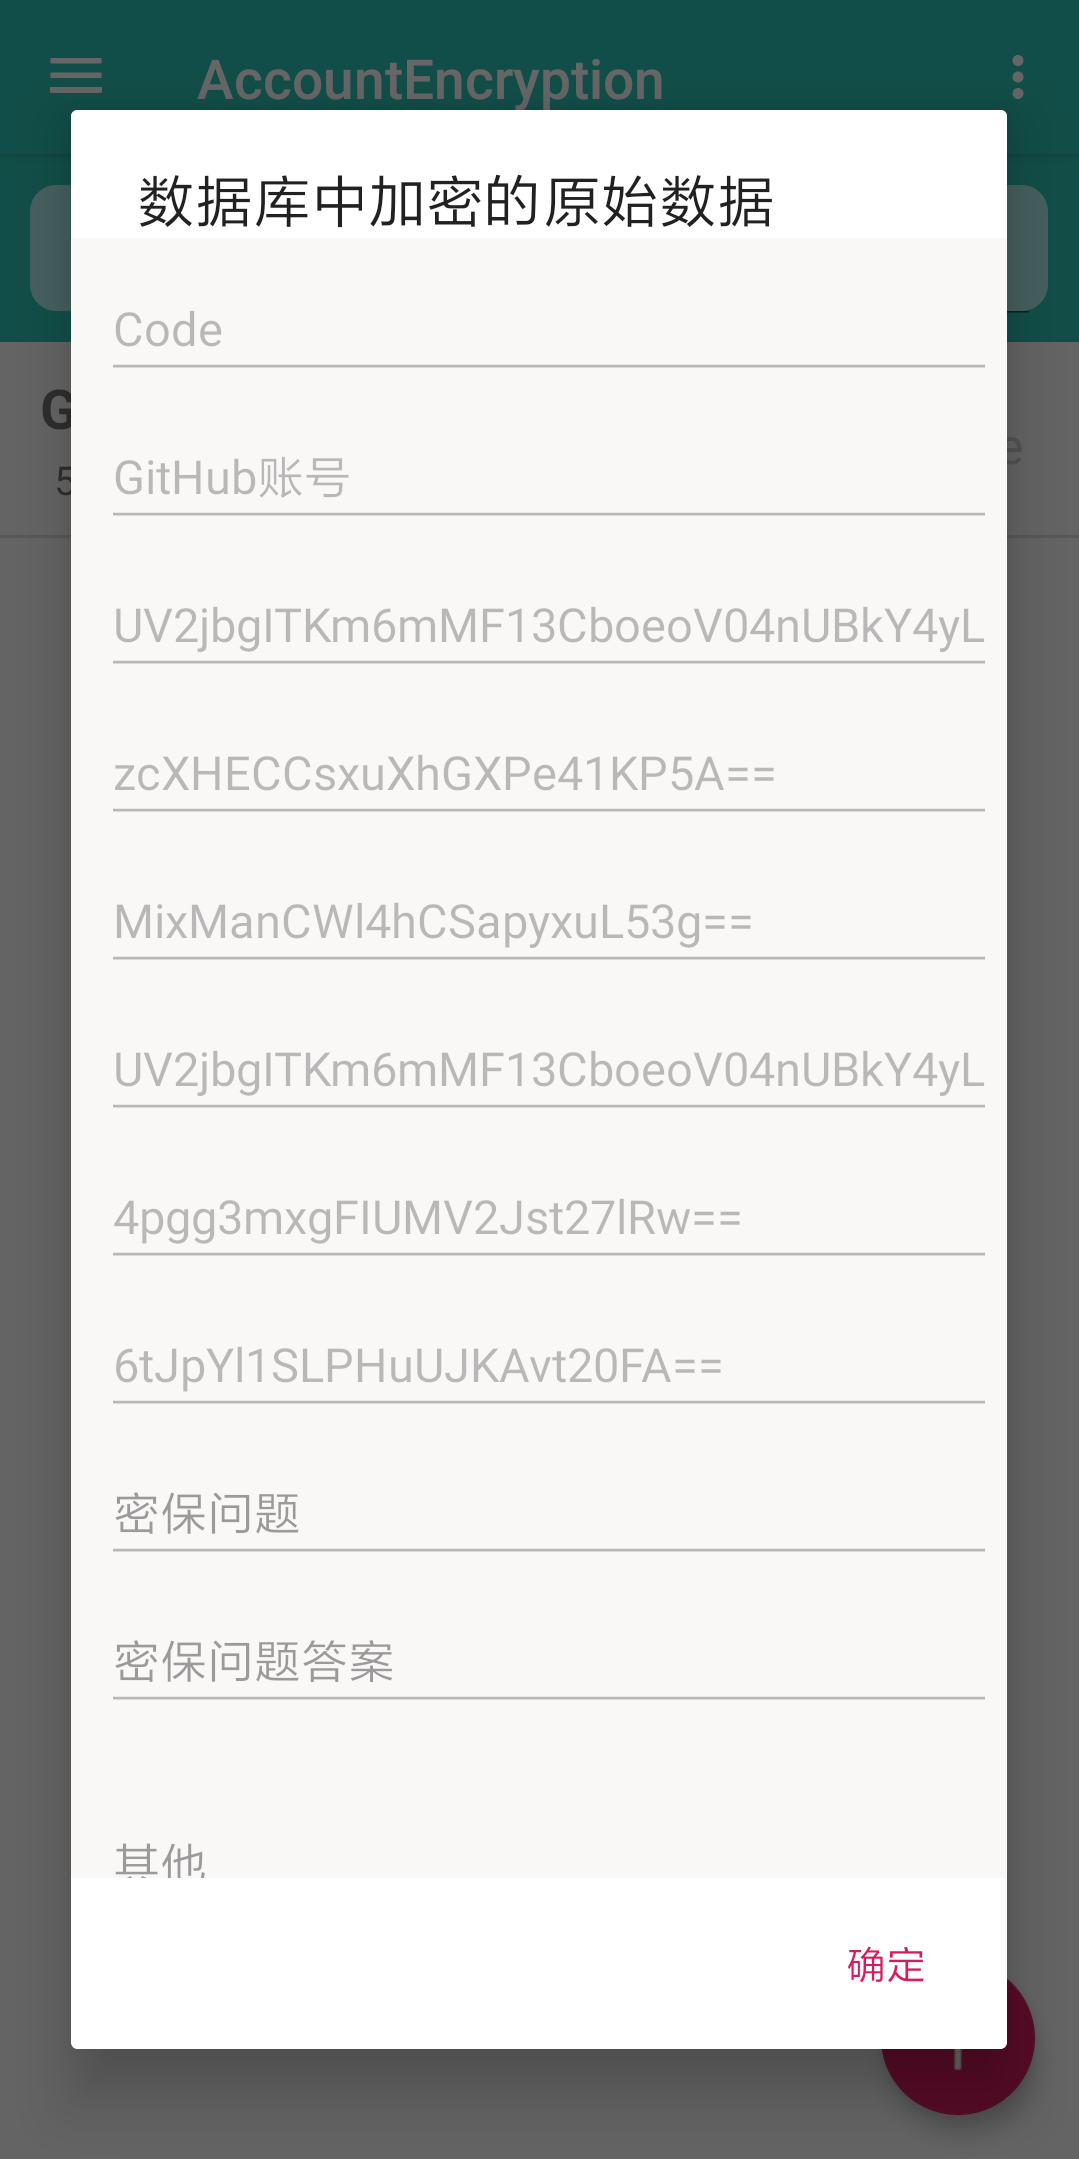 AccountEncryption
数据库中加密的原始数据
Code
G
GitHub账号
e
5
UV2jbgITKm6mMF13CboeoV04nUBkY4yL
zcXHECCsxuXhGXPe41KP5A==
MixManCWl4hCSapyxuL53g==
UV2jbgITKm6mMF13CboeoV04nUBkY4yL
4pgg3mxgFIUMV2Jst27lRw==
6tJpYl1SLPHuUJKAvt20FA==
密保问题
密保问题答案
其他
确定